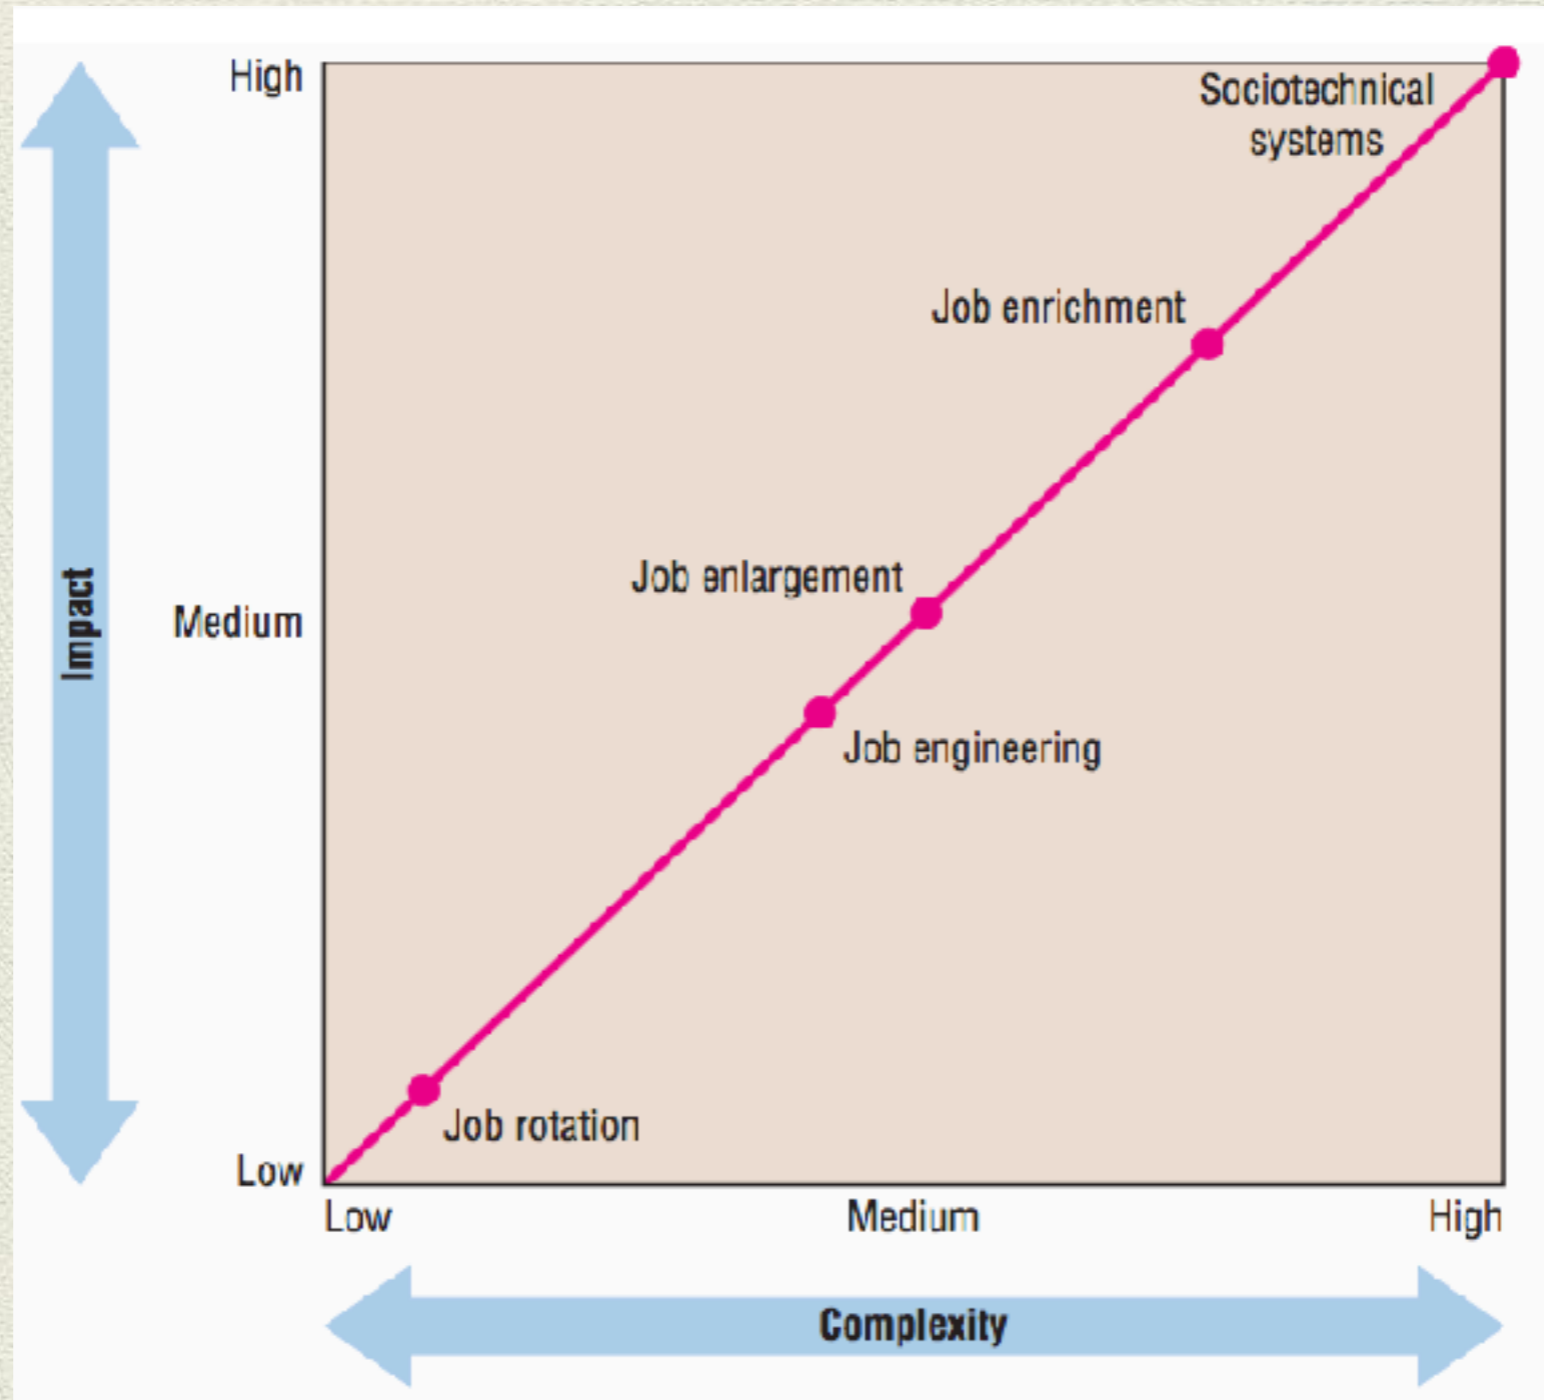 High
Sociotechnical
systems
Job enrichment
Job enlargement
Impact
Medium
Job engineering
Job rotation
Low
Low
Medium
High
Complexity